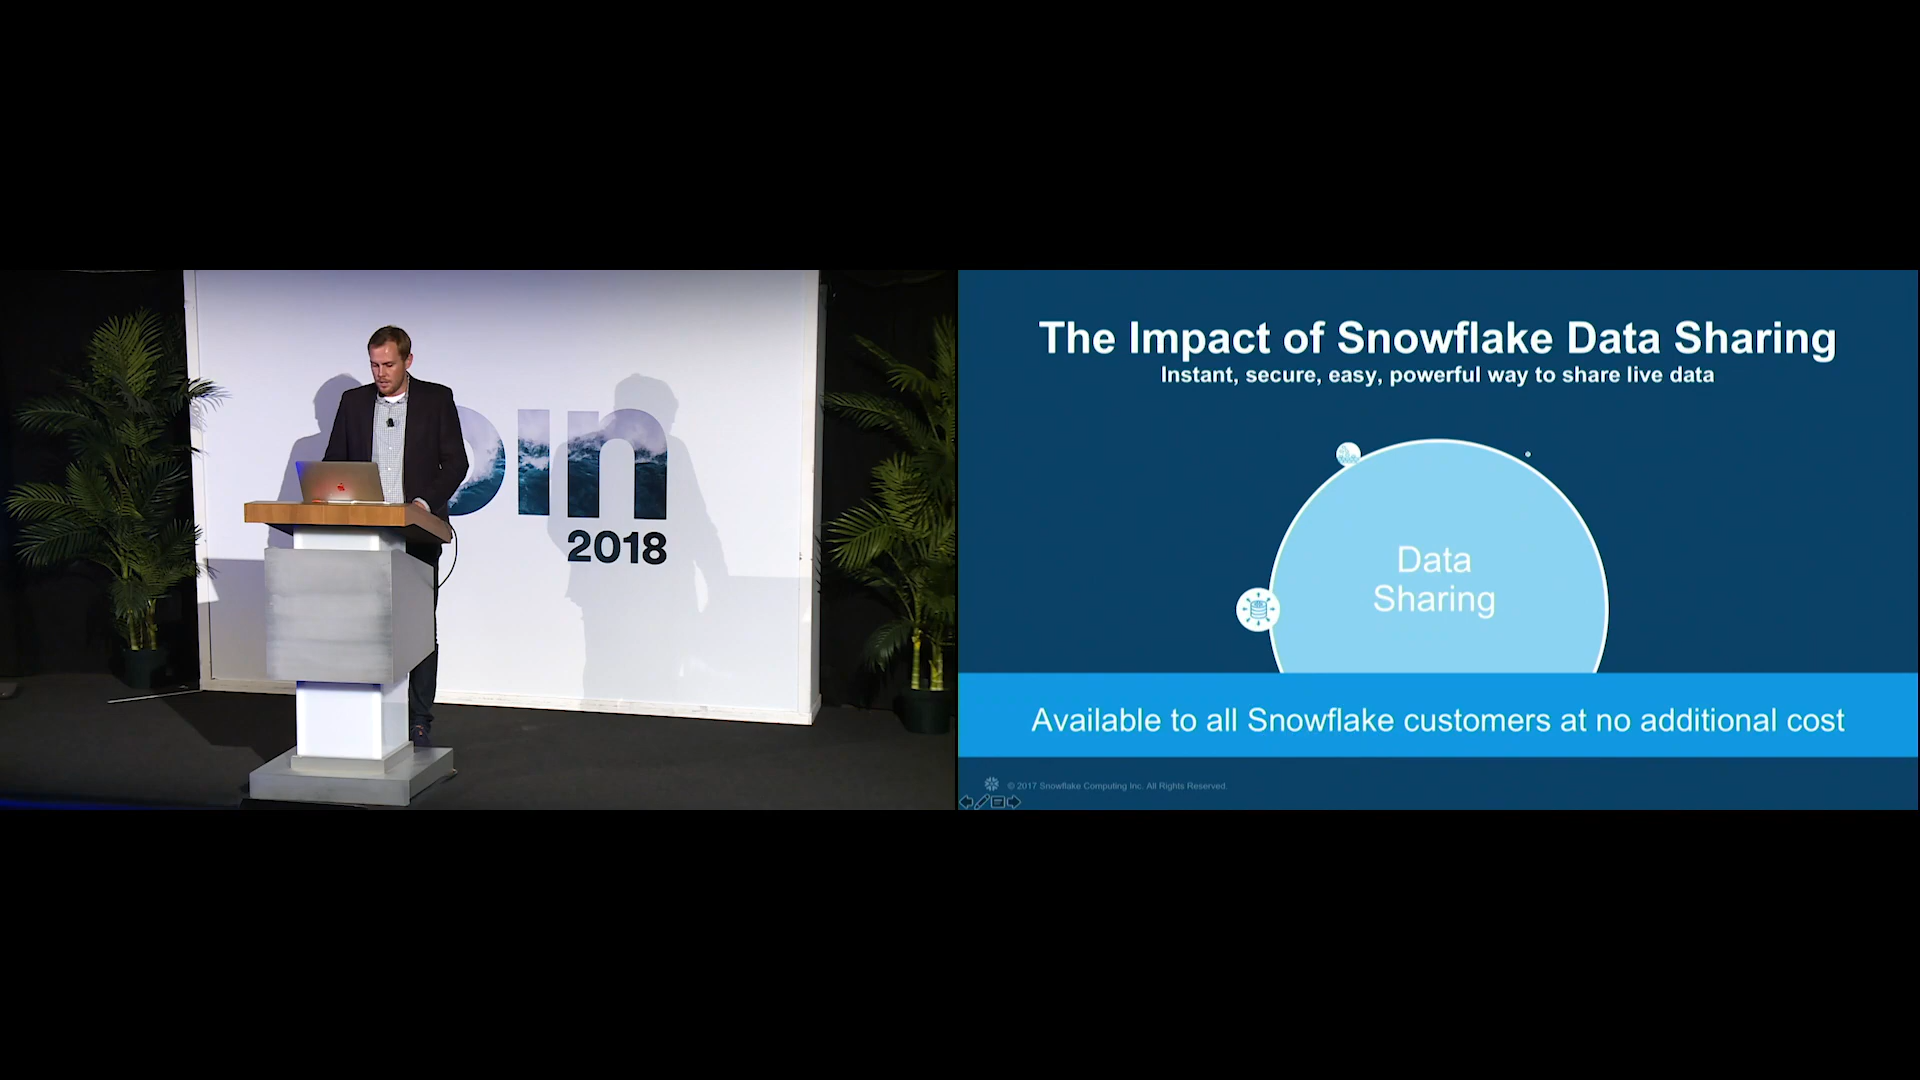 oin
2018
The Impact of Snowflake Data Sharing
Instant, secure, easy, powerful way to share live data
Data
Sharing
Available to all Snowflake customers at no additional cost
© 2017 Snowflake Computing Inc. All Rights Reserved.